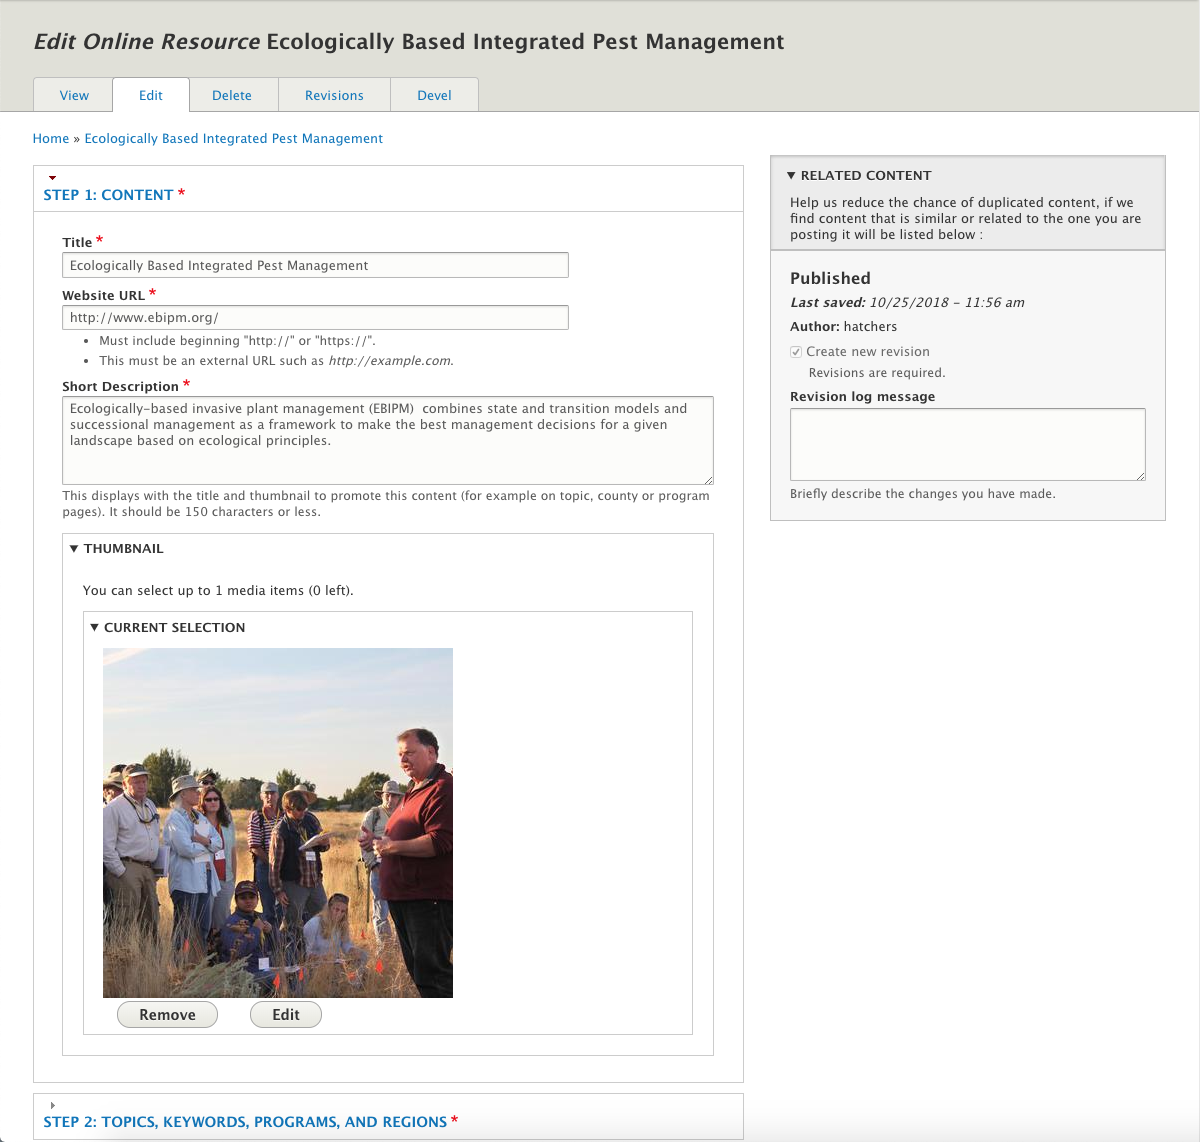 Edit Online Resource Ecologically Based Integrated Pest Management
View
Edit
Delete
Revisions
Devel
Home » Ecologically Based Integrated Pest Management
STEP 1: CONTENT *
Title *
Ecologically Based Integrated Pest Management
Website URL *
http://www.ebipm.org/
• Must include beginning "http://" or "https://".
• This must be an external URL such as http://example.com.
Short Description *
Ecologically-based invasive plant management (EBIPM)  combines state and transition models and
successional management as a framework to make the best management decisions for a given
landscape based on ecological principles.
This displays with the title and thumbnail to promote this content (for example on topic, county or program
pages). It should be 150 characters or less.
▼ THUMBNAIL
You can select up to 1 media items (0 left).
▼ CURRENT SELECTION
Remove
Edit
STEP 2: TOPICS, KEYWORDS, PROGRAMS, AND REGIONS *
▼ RELATED CONTENT
Help us reduce the chance of duplicated content, if we
find content that is similar or related to the one you are
posting it will be listed below :
Published
Last saved: 10/25/2018 - 11:56 am
Author: hatchers
Create new revision
Revisions are required.
Revision log message
Briefly describe the changes you have made.